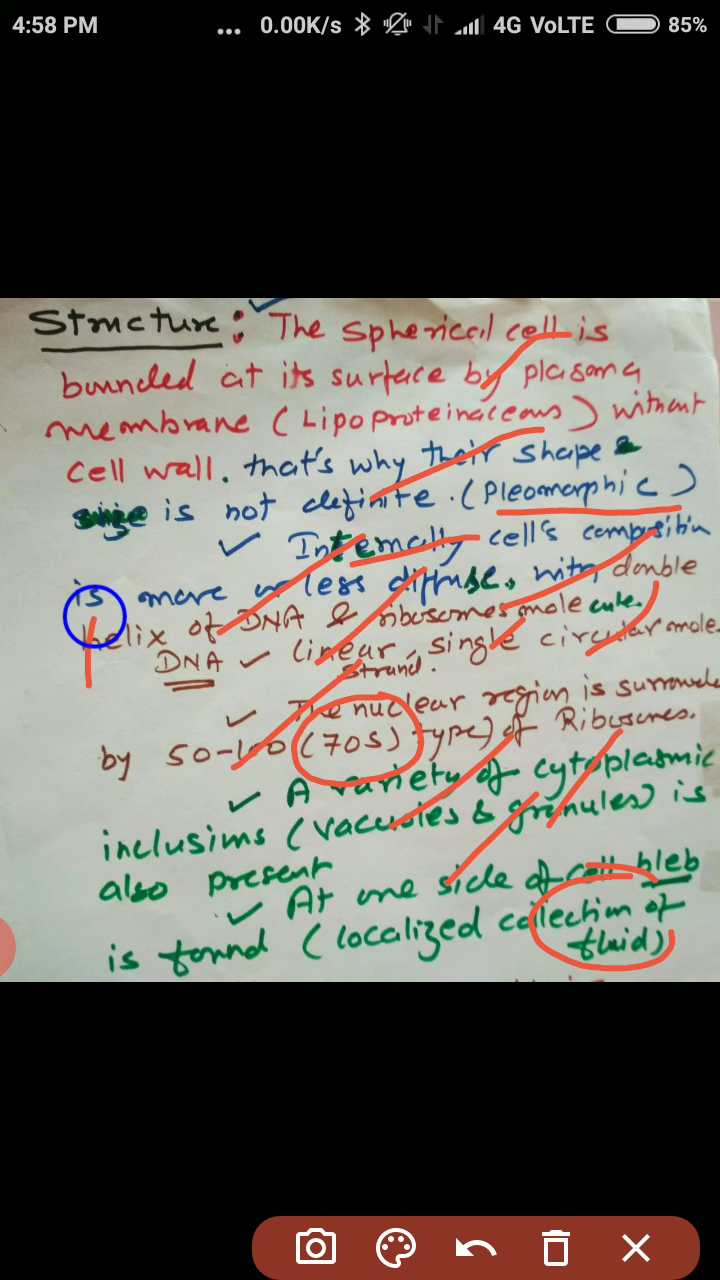 4:58 PM ... 0.00K/s 4G VoLTE 85%
Structure: The Spherical cell is
bounded at its surface by plasma
membrane (Lipoproteinaceous) without
cell wall. that's why their shape &
size is not definite. (Pleomorphic)
✓ Internally cell's composition
is more or less diffuse, with double
helix of DNA & ribosomes molecule.
DNA ✓ linear, single circular mole
strand.
✓ The nuclear region is surrounde
by 50-100 (70S) type) of Ribosomes.
✓ A variety of cytoplasmic
inclusions (vacuoles & granules) is
also present
✓ At one side of cell bleb
is found (localized collection of
fluid)